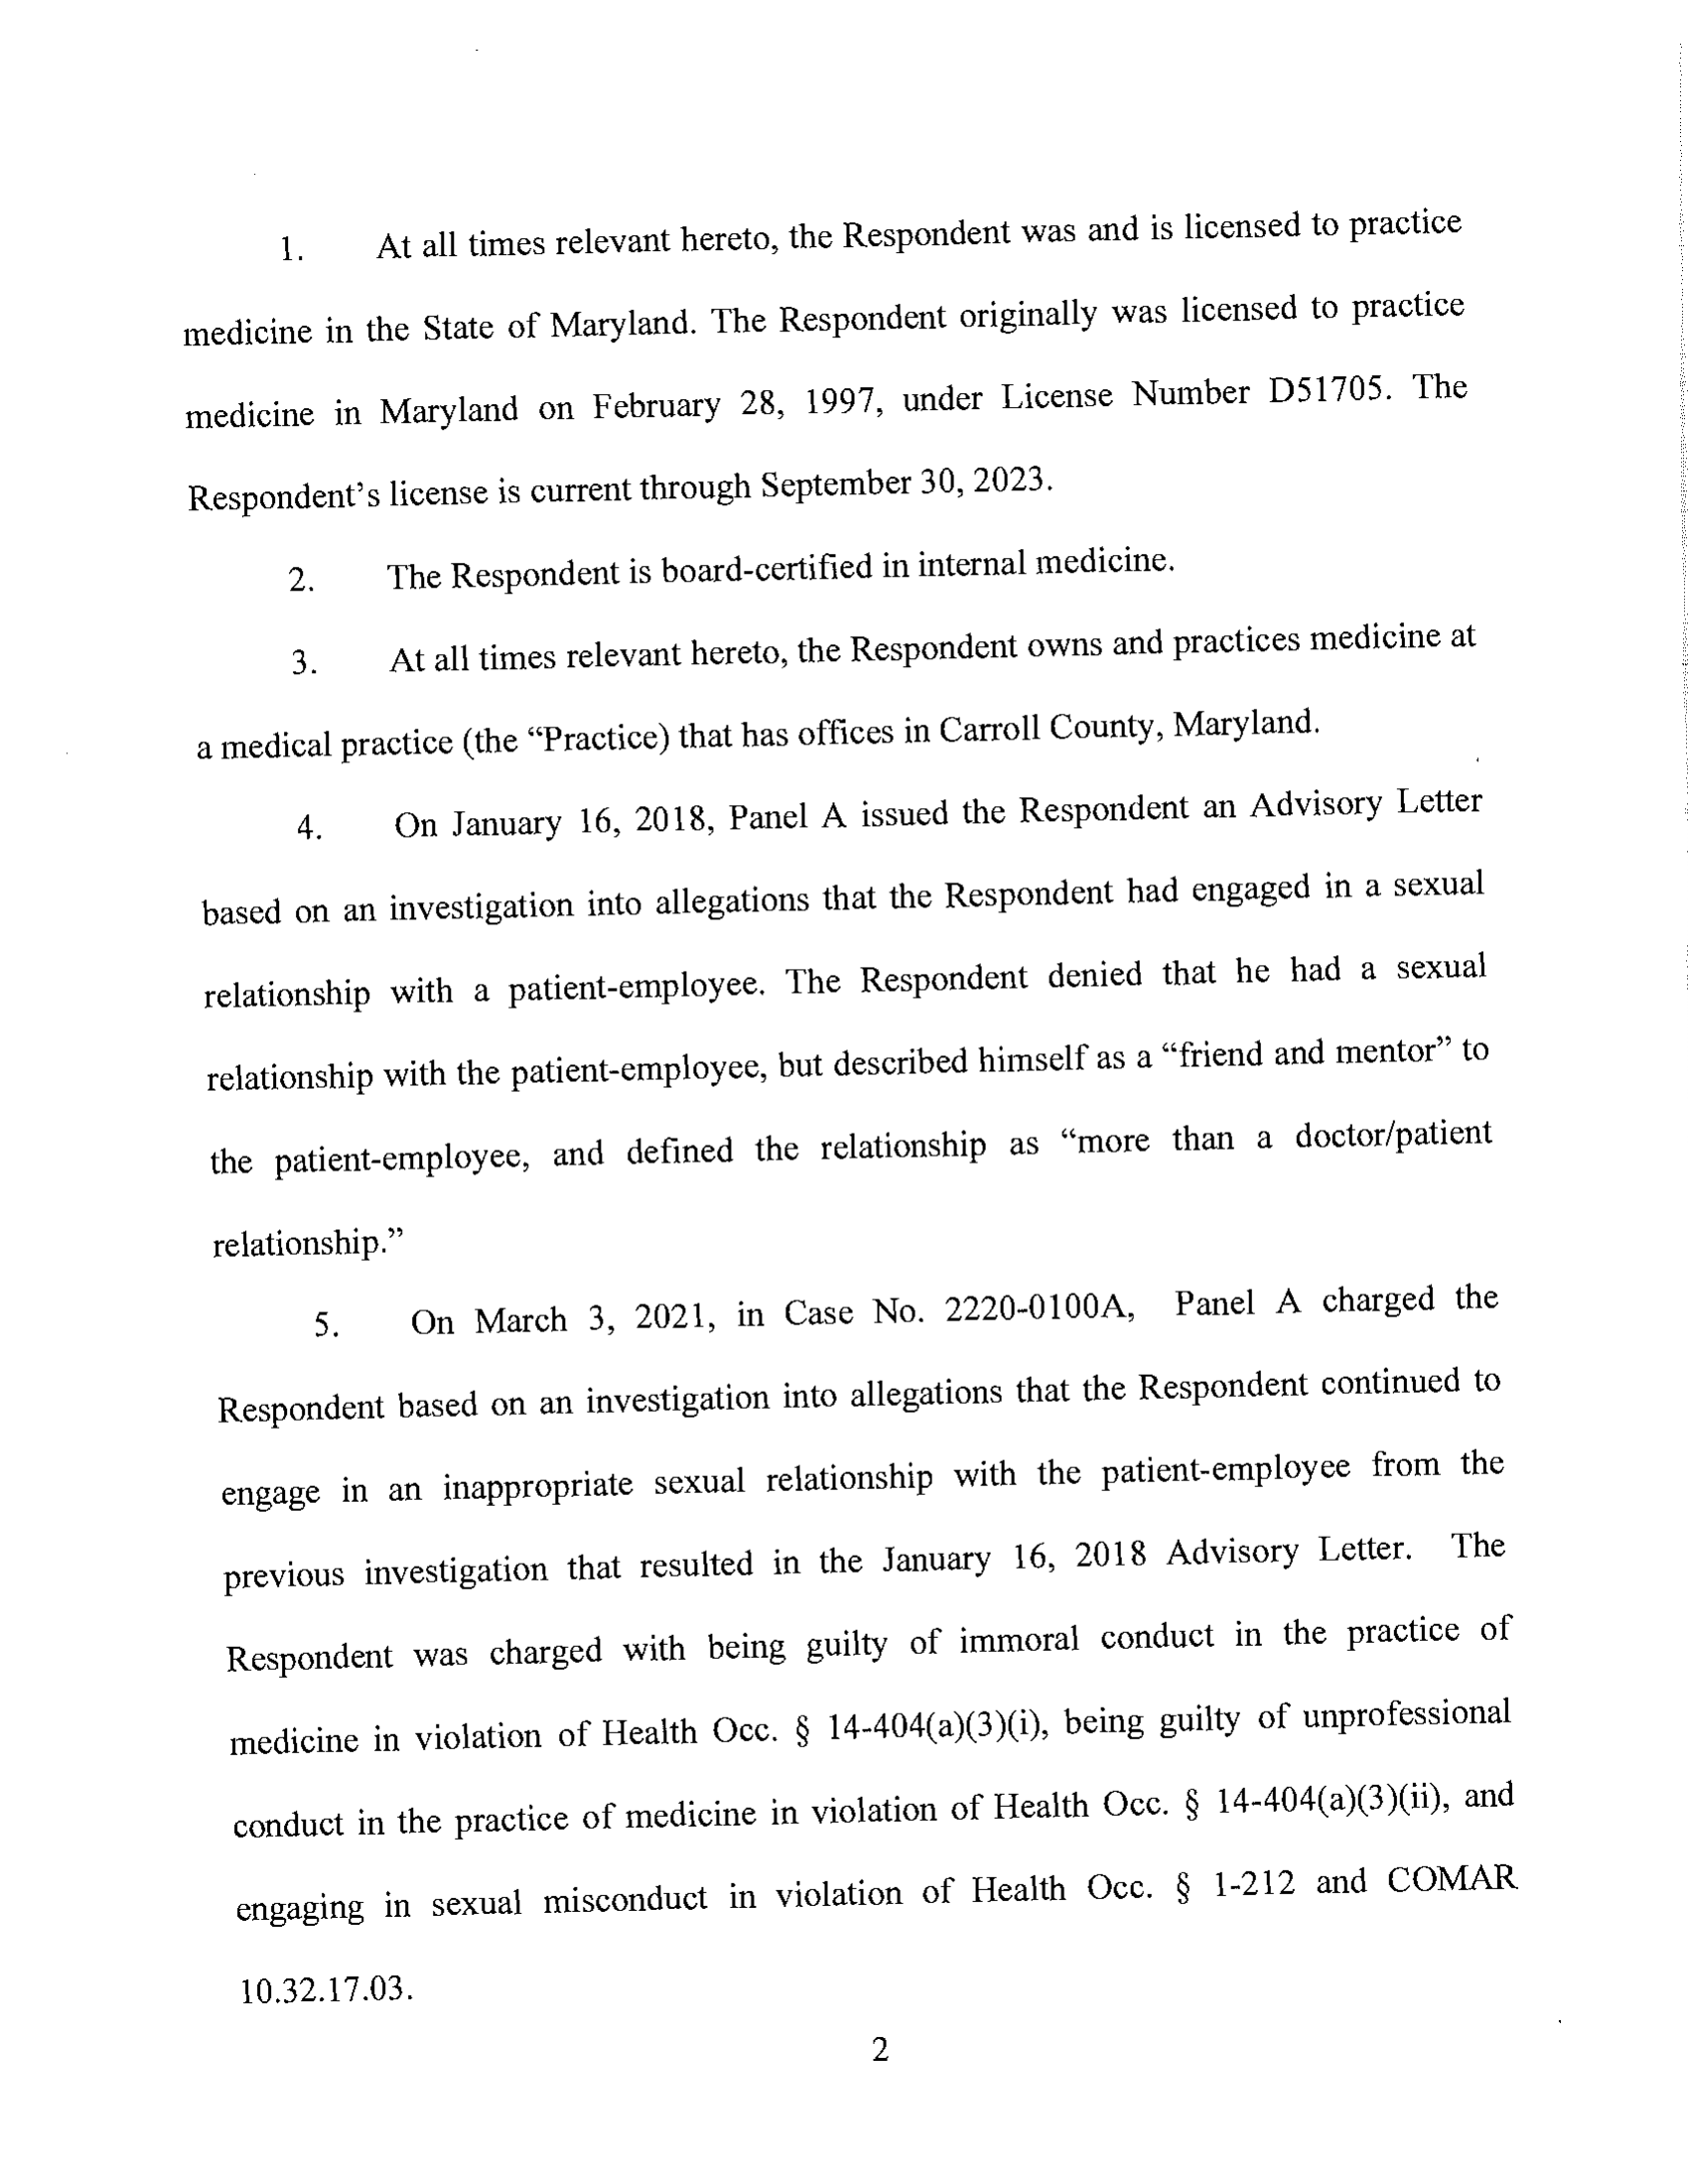 1. At all times relevant hereto, the Respondent was and is licensed to practice
medicine in the State of Maryland. The Respondent originally was licensed to practice
medicine in Maryland on February 28, 1997, under License Number D51705. The
Respondent's license is current through September 30, 2023.
2. The Respondent is board-certified in internal medicine.
3. At all times relevant hereto, the Respondent owns and practices medicine at
a medical practice (the “Practice) that has offices in Carroll County, Maryland.
4. On January 16, 2018, Panel A issued the Respondent an Advisory Letter
based on an investigation into allegations that the Respondent had engaged in a sexual
relationship with a patient-employee. The Respondent denied that he had a sexual
relationship with the patient-employee, but described himself as a “friend and mentor” to
the patient-employee, and defined the relationship as “more than a doctor/patient
relationship.”
5. On March 3, 2021, in Case No. 2220-0100A, Panel A charged the
Respondent based on an investigation into allegations that the Respondent continued to
engage in an inappropriate sexual relationship with the patient-employee from the
previous investigation that resulted in the January 16, 2018 Advisory Letter. The
Respondent was charged with being guilty of immoral conduct in the practice of
medicine in violation of Health Occ. § 14-404(a)(3)(i), being guilty of unprofessional
conduct in the practice of medicine in violation of Health Occ. § 14-404(a)(3)(ii), and
engaging in sexual misconduct in violation of Health Occ. § 1-212 and COMAR
10.32.17.03.
2